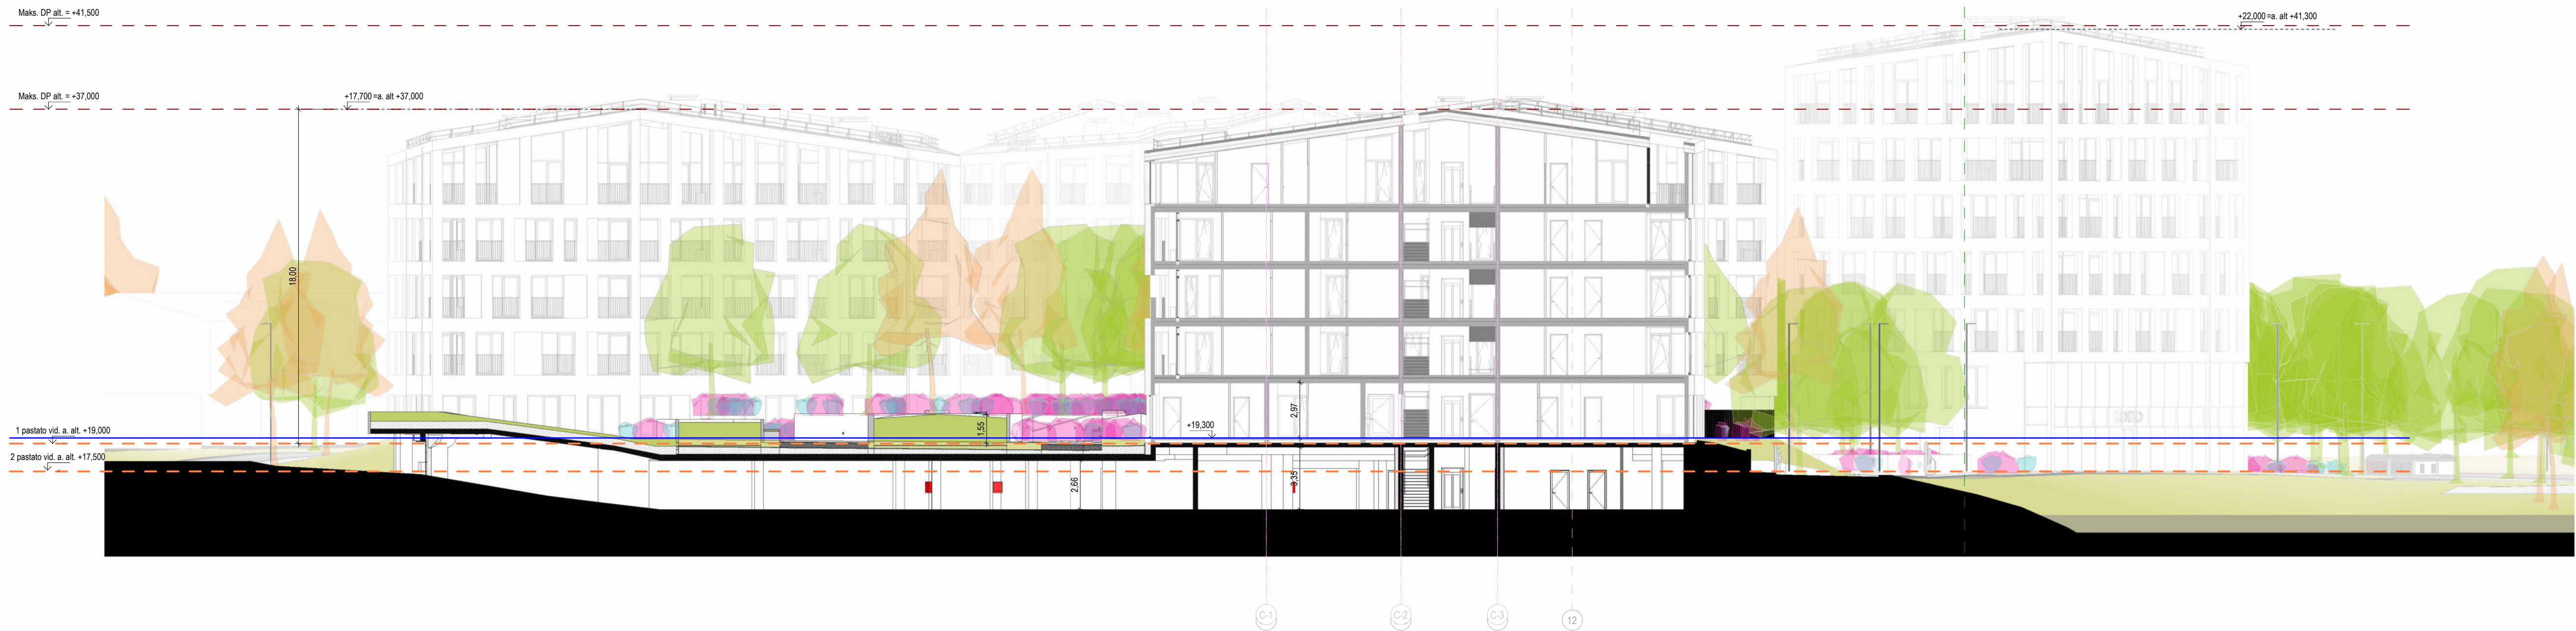 Maks. DP alt. = +41,500
+22,000 =a. alt +41,300
Maks. DP alt. = +37,000
+17,700 =a. alt +37,000
18,00
2,97
1,55
+19,300
1 pastato vid. a. alt. +19,000
2 pastato vid. a. alt. +17,500
2,66
3,35
C-1
C-2
C-3
12